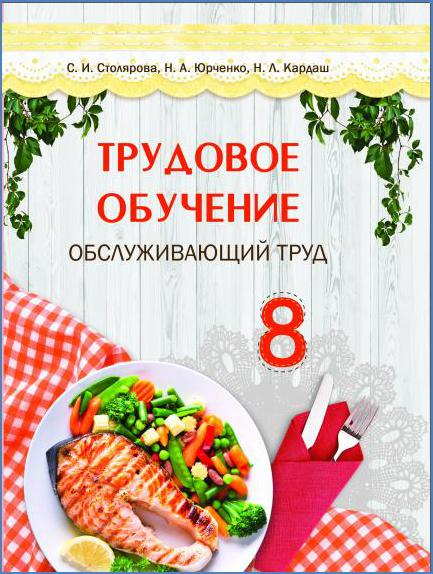 С. И. Столярова, Н. А. Юрченко, Н. Л. Кардаш
ТРУДОВОЕ
ОБУЧЕНИЕ
ОБСЛУЖИВАЮЩИЙ ТРУД
8